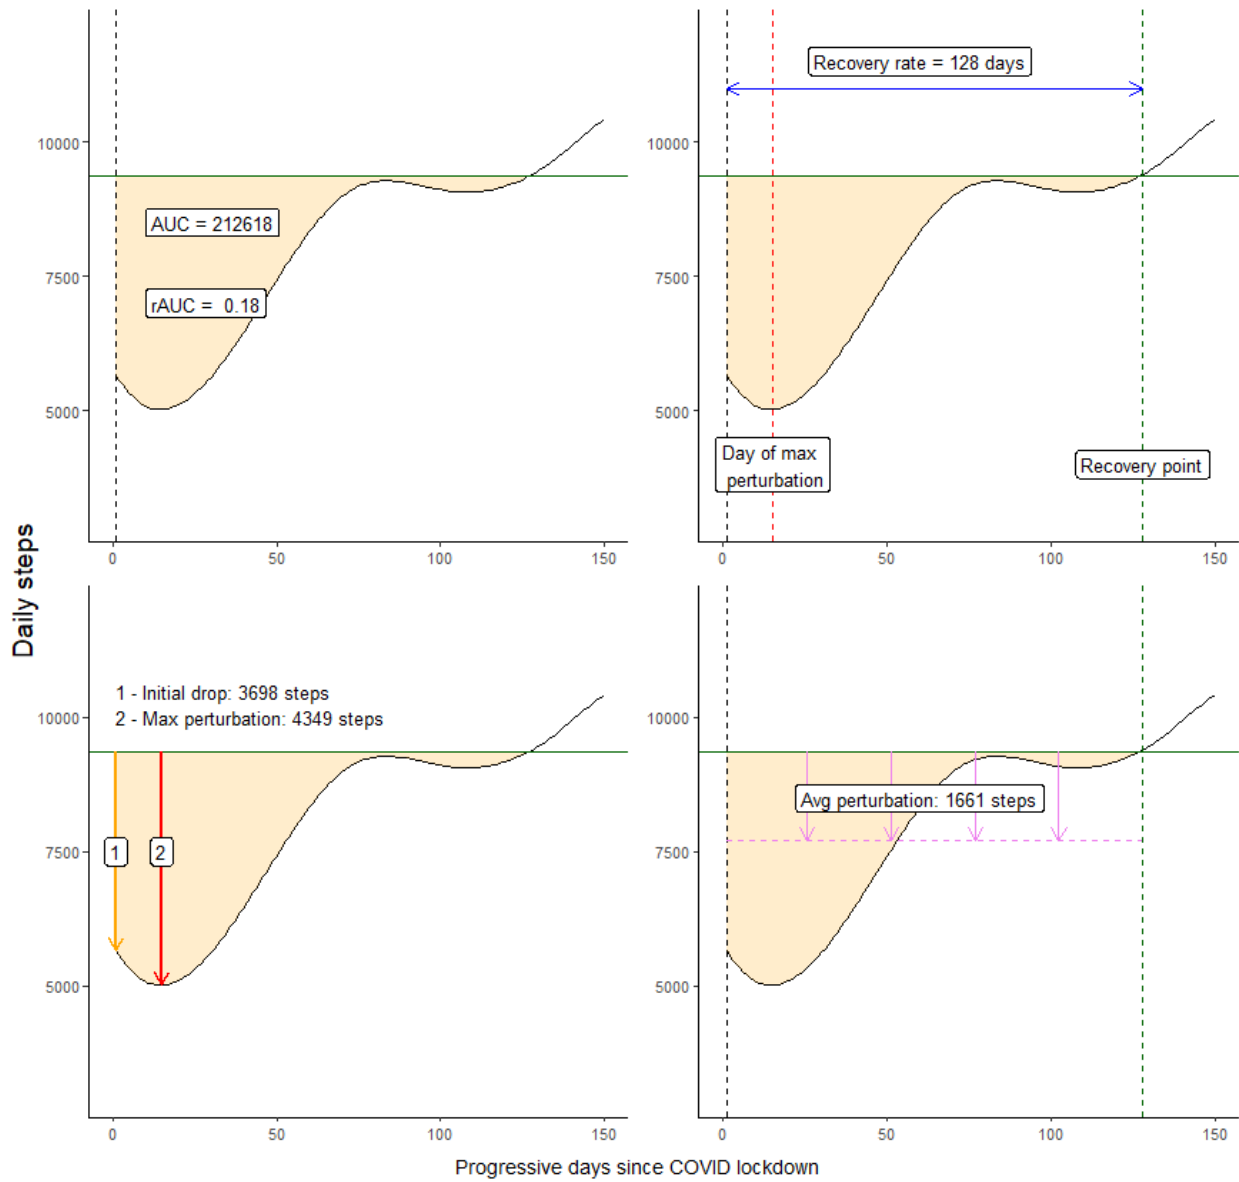 Daily steps
10000
7500
5000
AUC = 212618
rAUC = 0.18
0
50
100
150
10000
7500
5000
Recovery rate = 128 days
Day of max
perturbation
Recovery point
0
50
100
150
10000
7500
5000
1 - Initial drop: 3698 steps
2 - Max perturbation: 4349 steps
1
2
0
50
100
150
10000
7500
5000
Avg perturbation: 1661 steps
0
50
100
150
Progressive days since COVID lockdown